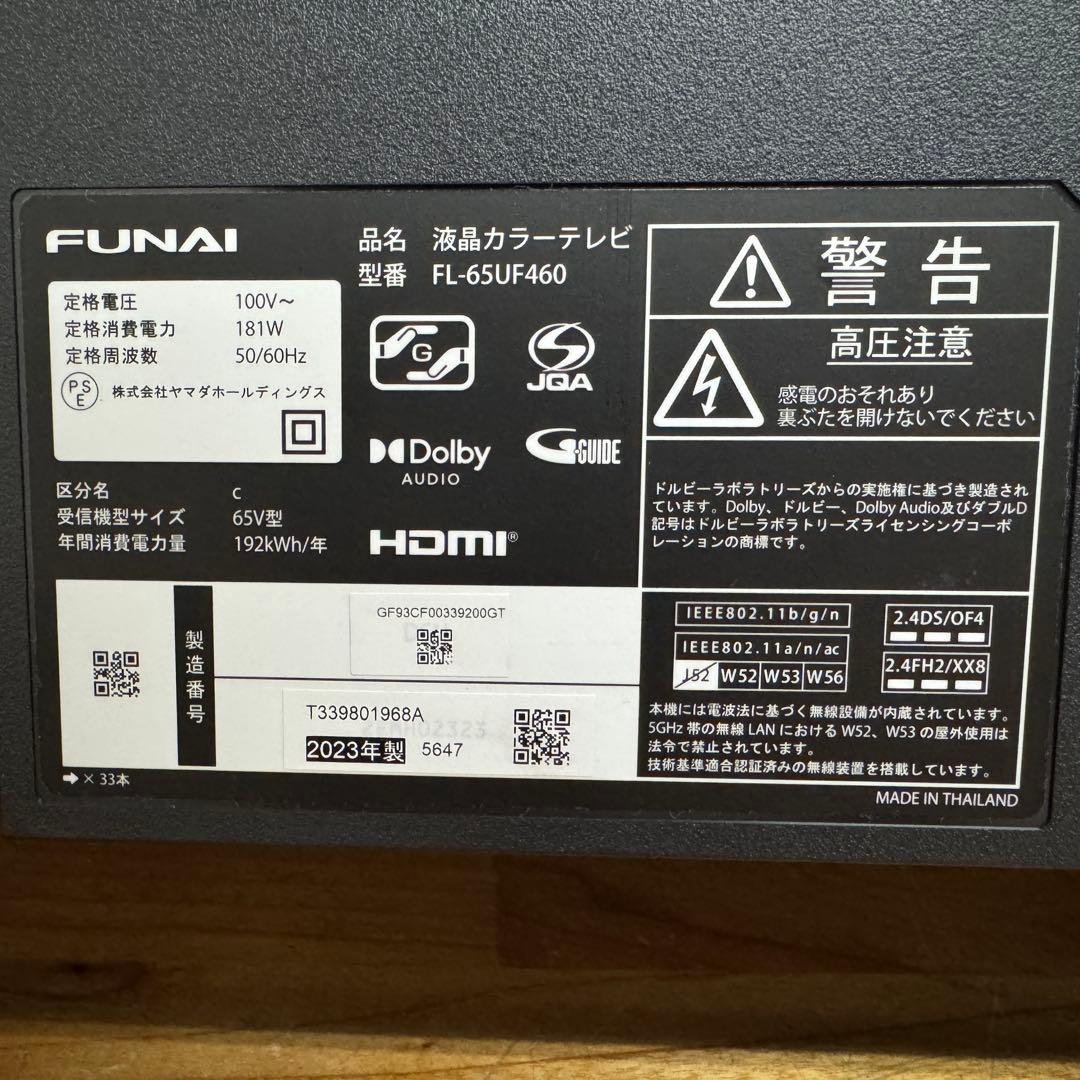 FUNAI
品名 液晶カラーテレビ
型番 FL-65UF460
定格電圧 100V～
定格消費電力 181W
定格周波数 50/60Hz
PSE 株式会社ヤマダホールディングス
G
JQA
Dolby
AUDIO
G-GUIDE
HDMI®
区分名 C
受信機型サイズ 65V型
年間消費電力量 192kWh/年
製造番号
GF93CF00339200GT
T339801968A
2023年製 5647
➡ × 33本
警告
高圧注意
感電のおそれあり
裏ぶたを開けないでください
ドルビーラボラトリーズからの実施権に基づき製造され
ています。Dolby、ドルビー、Dolby Audio及びダブルD
記号はドルビーラボラトリーズライセンシングコーポ
レーションの商標です。
IEEE802.11b/g/n
IEEE802.11a/n/ac
J52 W52 W53 W56
2.4DS/OF4
2.4FH2/XX8
本機には電波法に基づく無線設備が内蔵されています。
5GHz 帯の無線 LAN における W52、W53 の屋外使用は
法令で禁止されています。
技術基準適合認証済みの無線装置を搭載しています。
MADE IN THAILAND